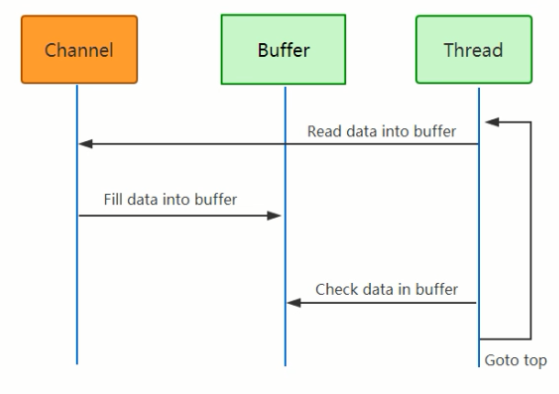 Channel
Buffer
Thread
Read data into buffer
Fill data into buffer
Check data in buffer
Goto top